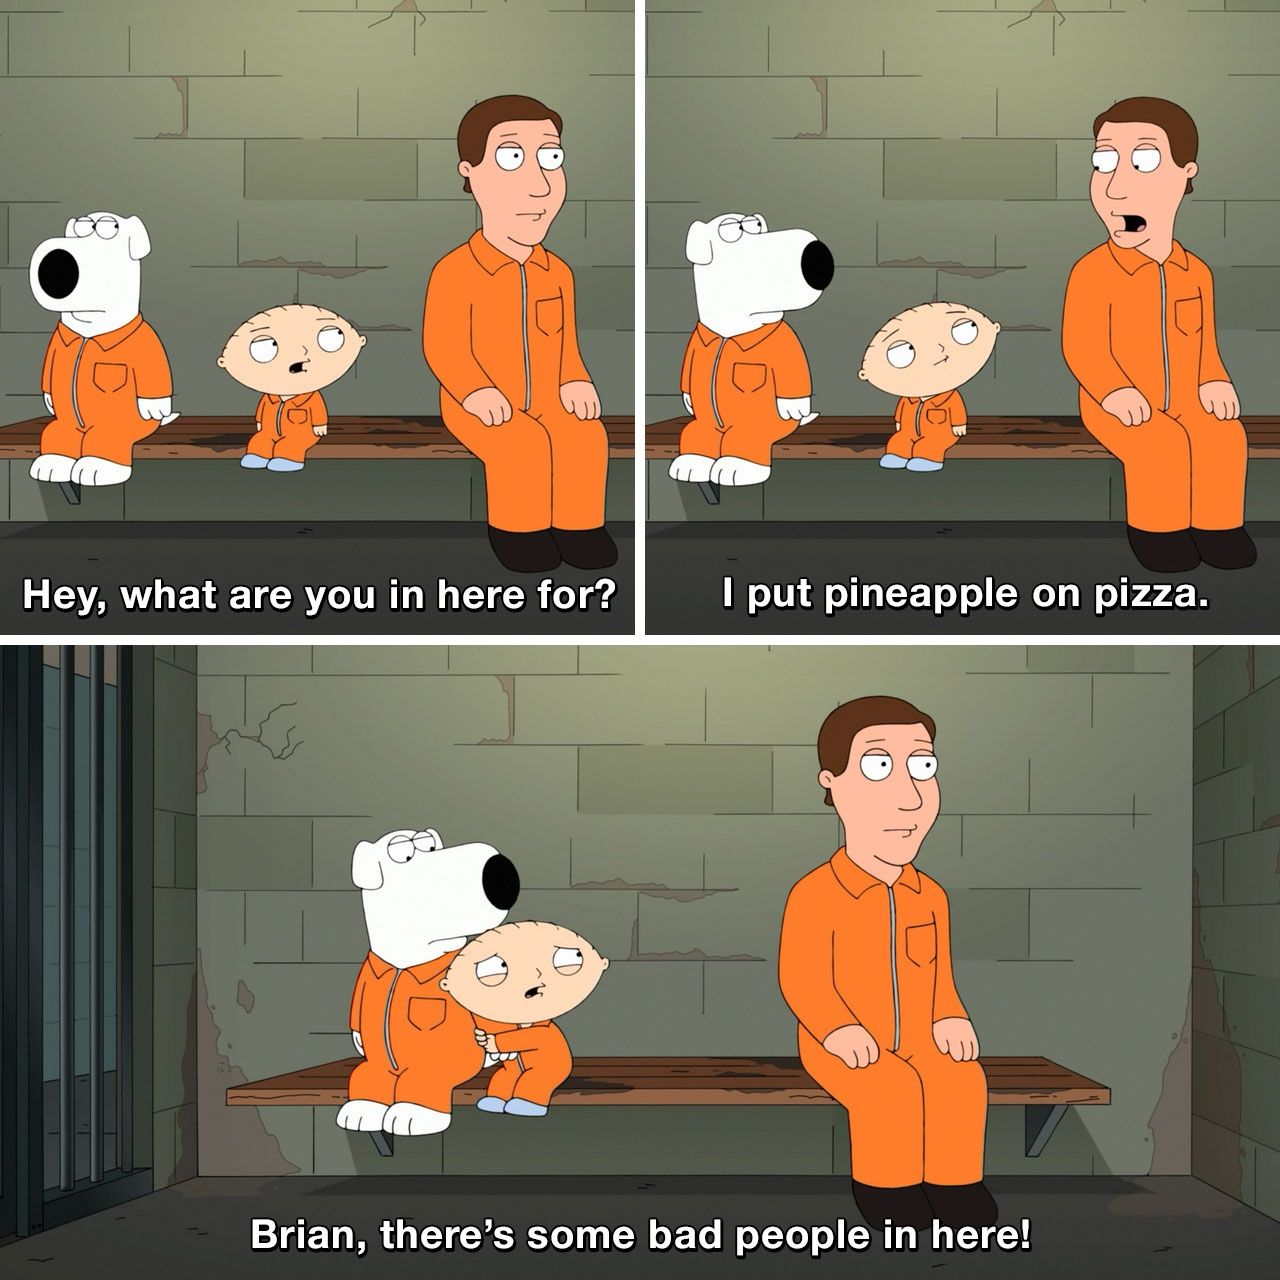 Hey, what are you in here for?
I put pineapple on pizza.
Brian, there's some bad people in here!